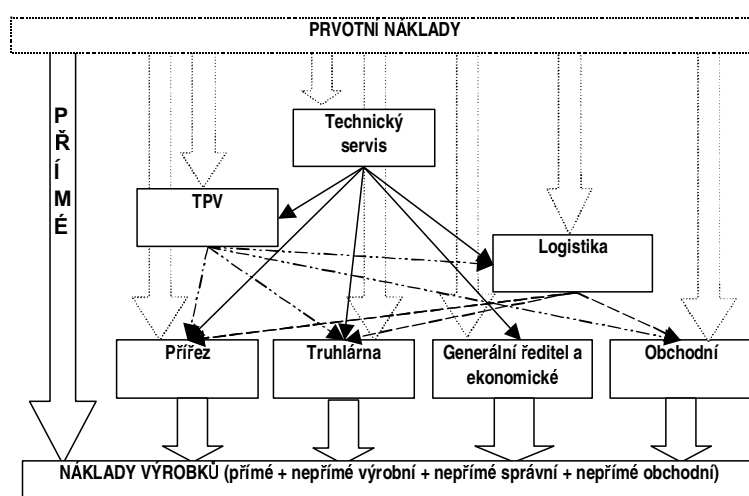 PRVOTNÍ NÁKLADY
PŘÍMÉ
Technický
servis
TPV
Logistika
Přířez
Truhlárna
Generální ředitel a
ekonomické
Obchodní
NÁKLADY VÝROBKŮ (přímé + nepřímé výrobní + nepřímé správní + nepřímé obchodní)